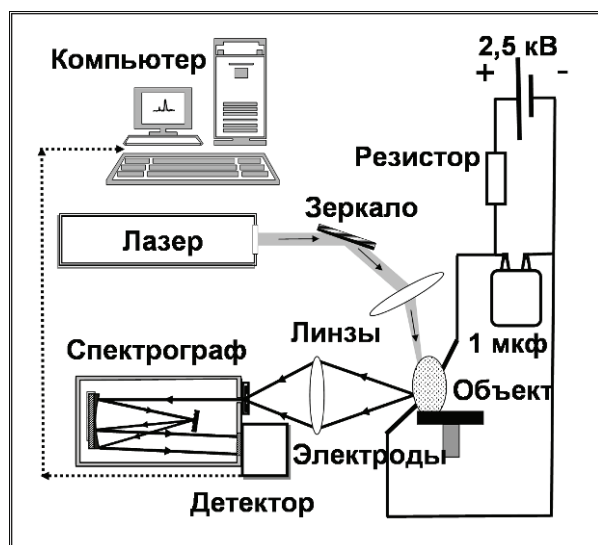 Компьютер
2,5 кВ
+ -
Резистор
Зеркало
Лазер
Линзы
1 мкф
Спектрограф
Объект
Электроды
Детектор